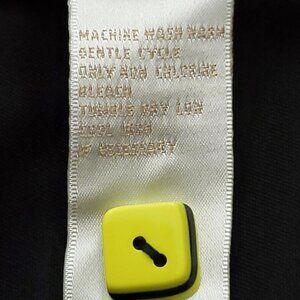 MACHINE WASH WARM
GENTLE CYCLE
ONLY NON CHLORINE
BLEACH
TUMBLE DRY LOW
COOL IRON
IF NECESSARY